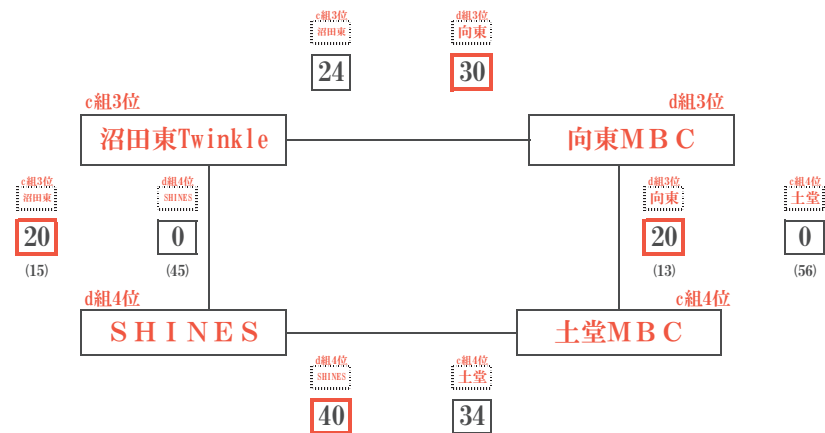 c組3位 d組3位
沼田東 向東
24 30
c組3位 d組3位
沼田東Twinkle 向東ＭＢＣ
c組3位 d組4位 d組3位 c組4位
沼田東 SHINES 向東 土堂
20 0 20 0
(15) (45) (13) (56)
d組4位 c組4位
ＳＨＩＮＥＳ 土堂ＭＢＣ
d組4位 c組4位
SHINES 土堂
40 34